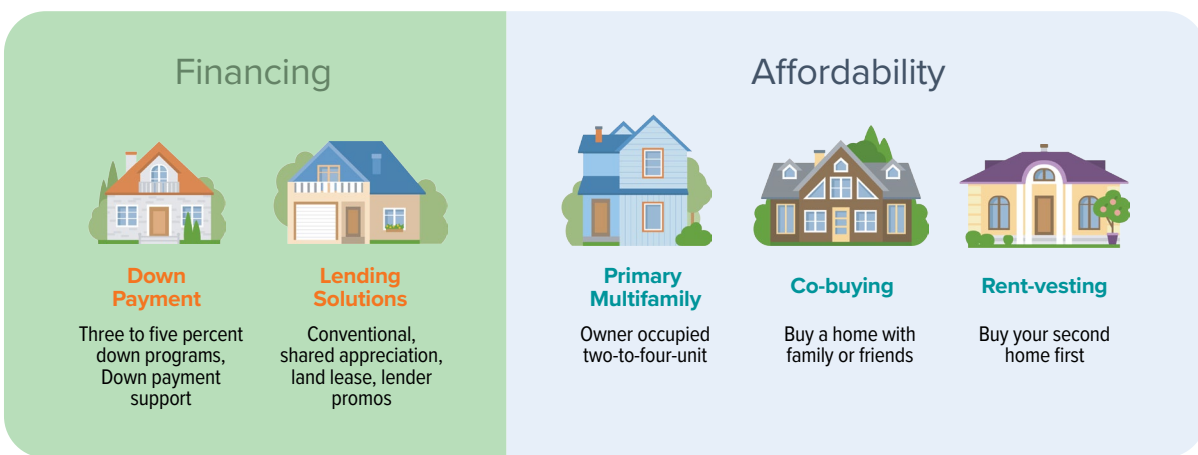 Financing
Down
Payment
Three to five percent
down programs,
Down payment
support
Lending
Solutions
Conventional,
shared appreciation,
land lease, lender
promos
Affordability
Primary
Multifamily
Owner occupied
two-to-four-unit
Co-buying
Buy a home with
family or friends
Rent-vesting
Buy your second
home first